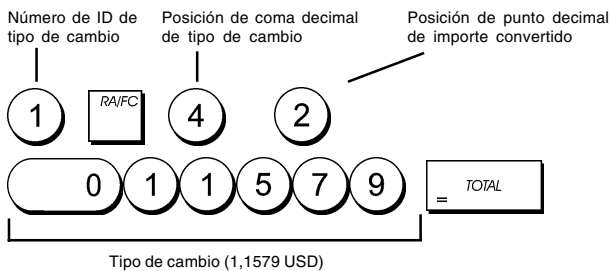 Número de ID de
tipo de cambio
Posición de coma decimal
de tipo de cambio
Posición de punto decimal
de importe convertido
1 RA/FC 4 2
0 1 1 5 7 9 = TOTAL
Tipo de cambio (1,1579 USD)